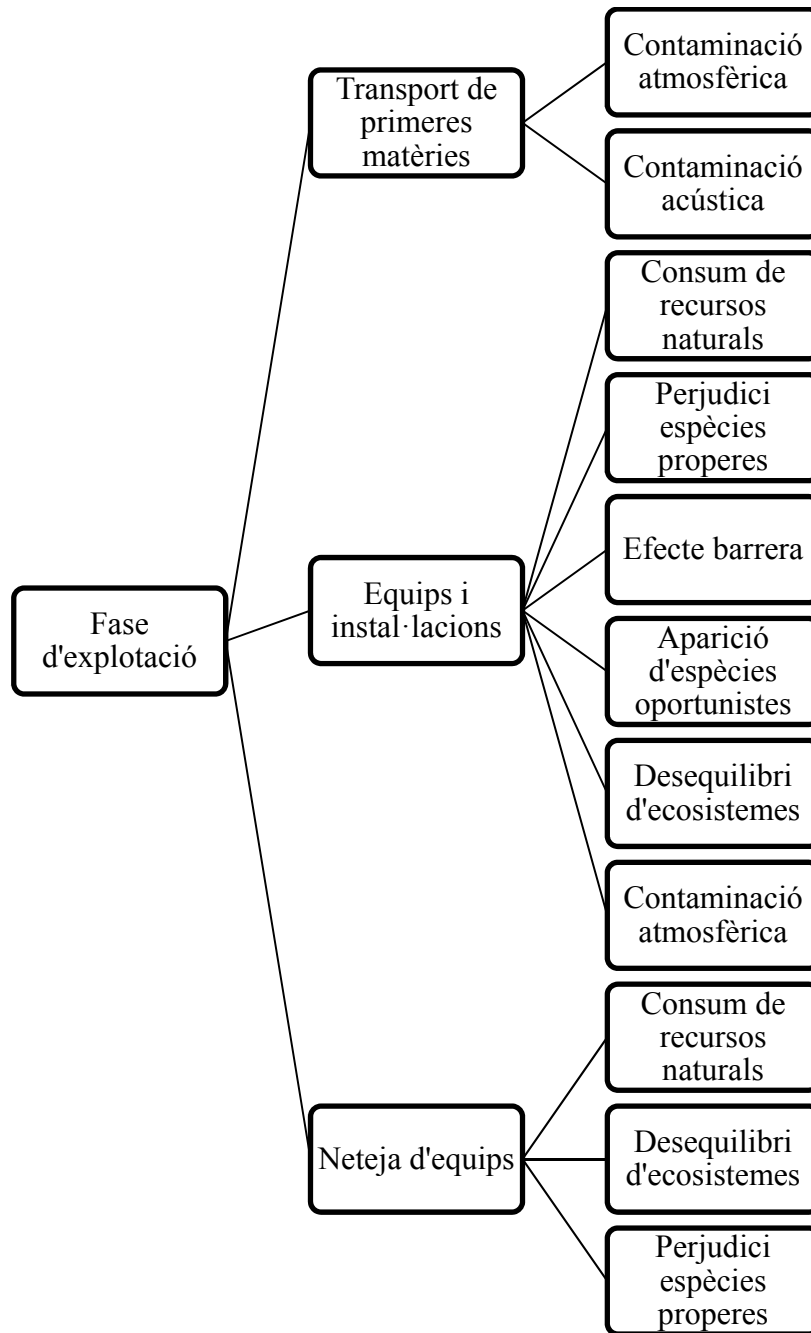 Contaminació
atmosfèrica
Transport de
primeres
matèries
Contaminació
acústica
Consum de
recursos
naturals
Perjudici
espècies
properes
Efecte barrera
Fase
d'explotació
Equips i
instal·lacions
Aparició
d'espècies
oportunistes
Desequilibri
d'ecosistemes
Contaminació
atmosfèrica
Consum de
recursos
naturals
Neteja d'equips
Desequilibri
d'ecosistemes
Perjudici
espècies
properes